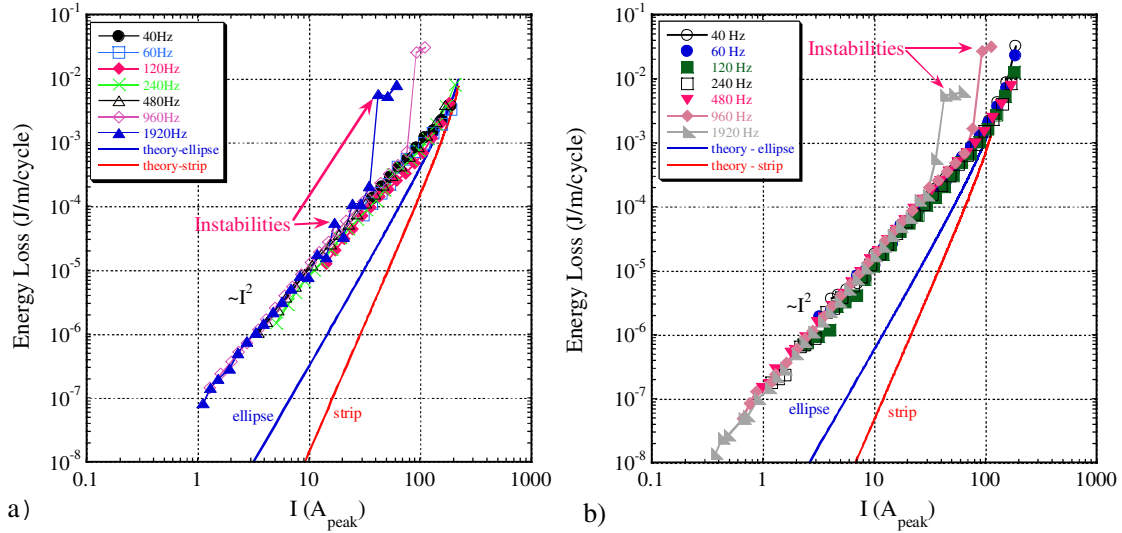 10⁰
10⁻¹
10⁻²
10⁻³
10⁻⁴
10⁻⁵
10⁻⁶
10⁻⁷
10⁻⁸
Energy Loss (J/m/cycle)
40Hz
60Hz
120Hz
240Hz
480Hz
960Hz
1920Hz
theory-ellipse
theory-strip
Instabilities
~I²
ellipse
strip
0.1 1 10 100 1000
I (A_peak)
a)
10⁰
10⁻¹
10⁻²
10⁻³
10⁻⁴
10⁻⁵
10⁻⁶
10⁻⁷
10⁻⁸
Energy Loss (J/m/cycle)
40 Hz
60 Hz
120 Hz
240 Hz
480 Hz
960 Hz
1920 Hz
theory - ellipse
theory - strip
Instabilities
~I²
ellipse
strip
0.1 1 10 100 1000
I (A_peak)
b)